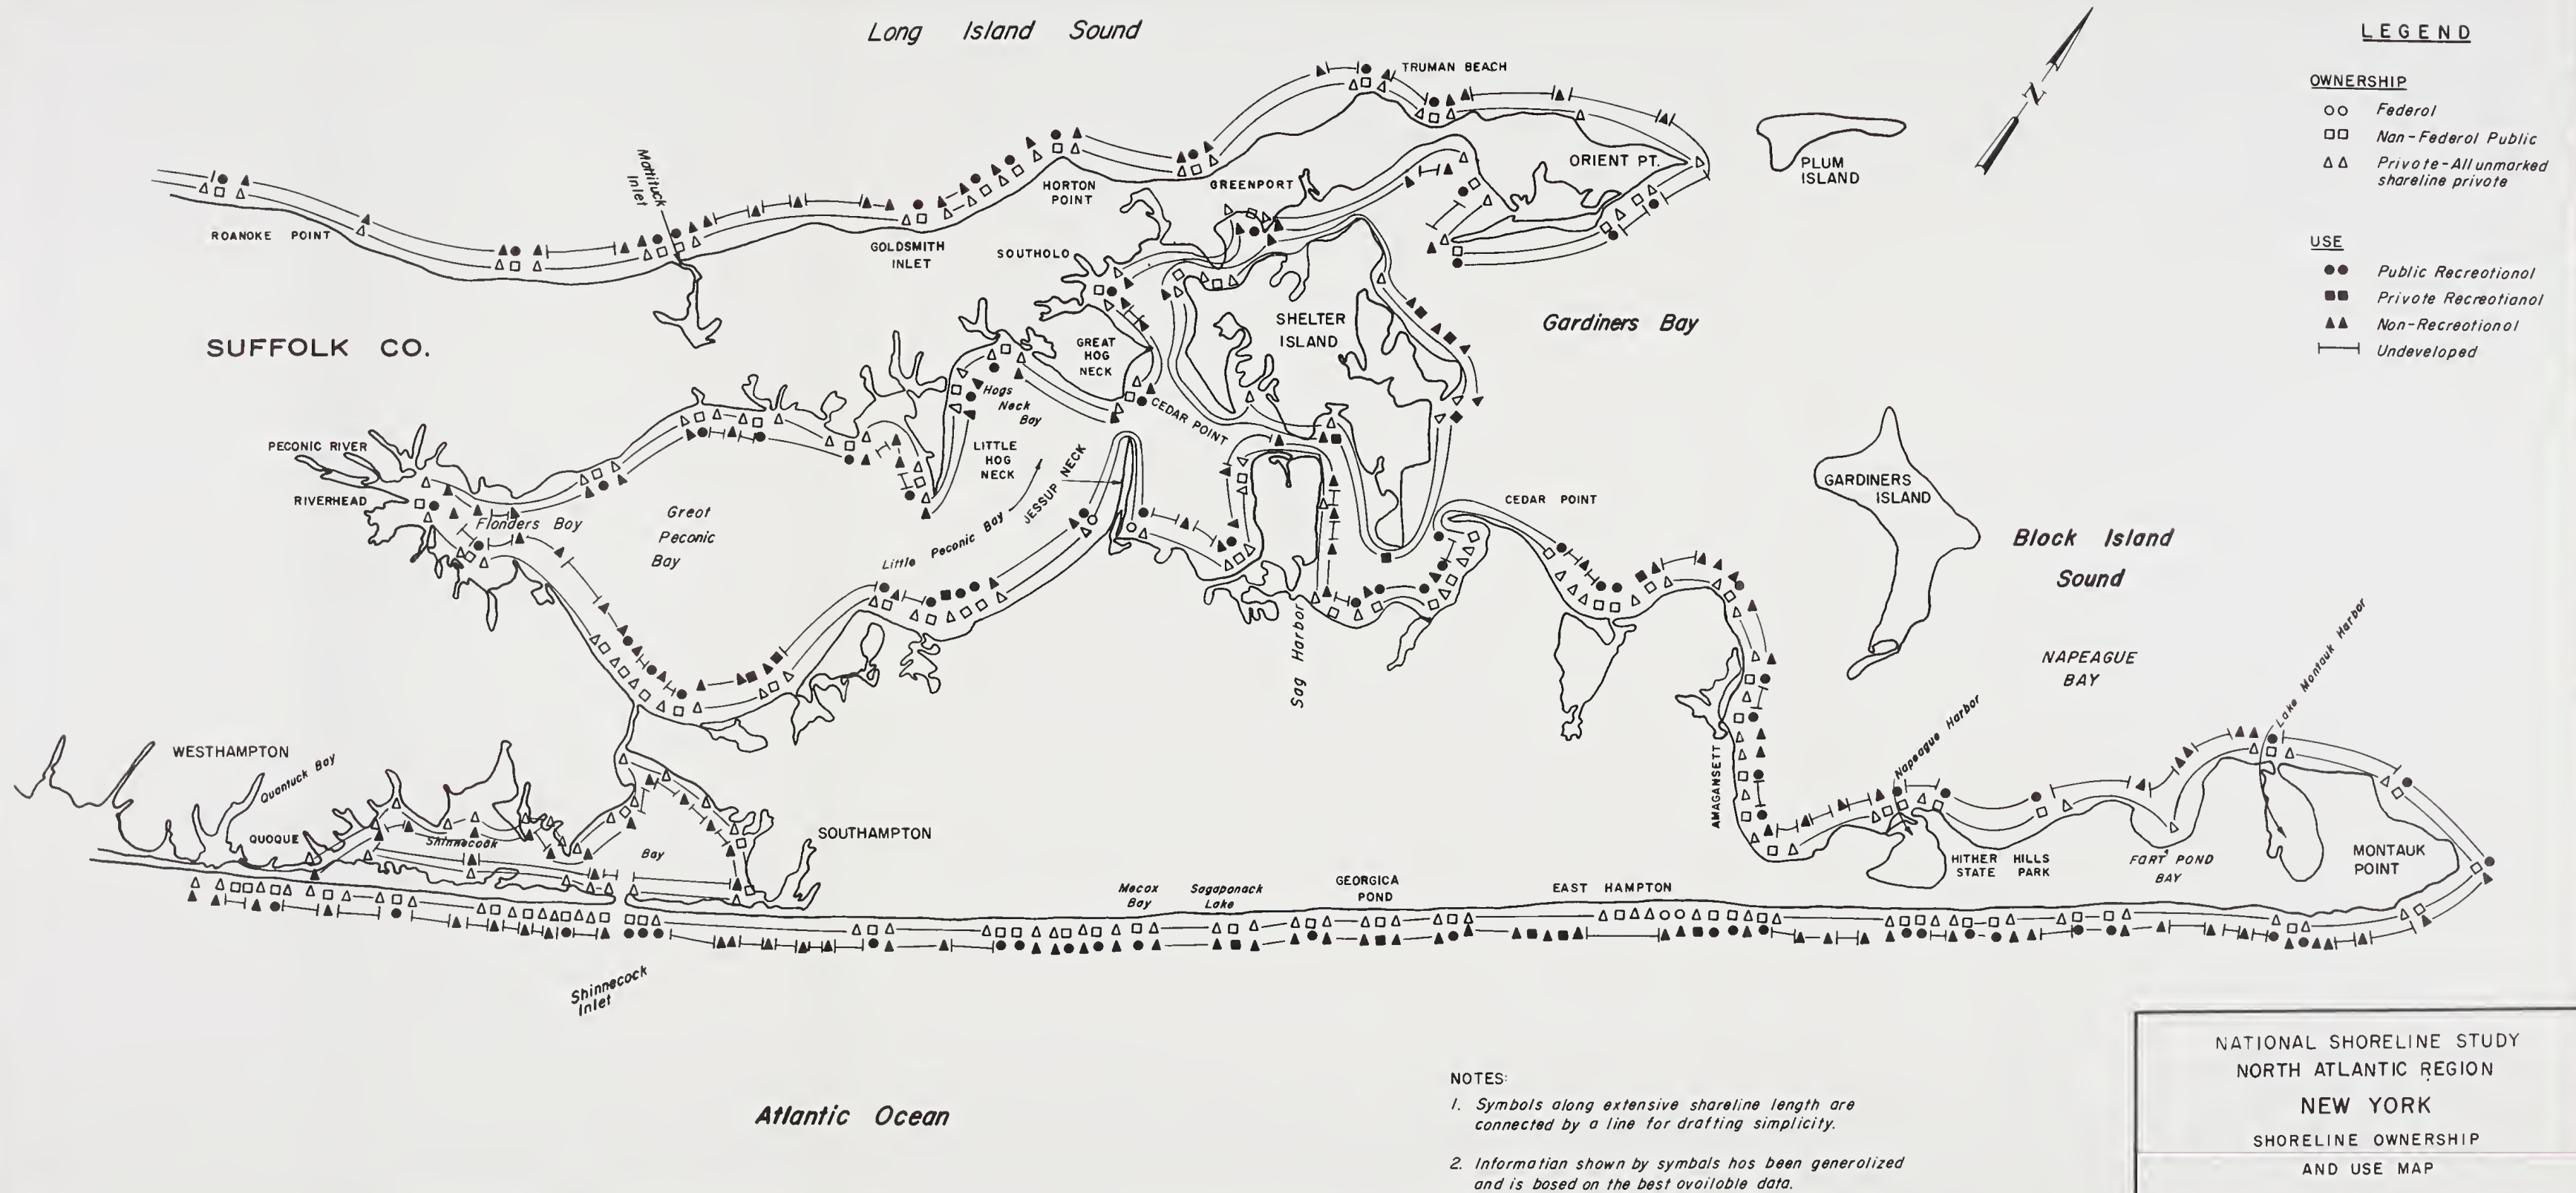 Long Island Sound
TRUMAN BEACH
LEGEND
OWNERSHIP
Federal
Non-Federal Public
Private-All unmarked
shoreline private
USE
Public Recreational
Private Recreational
Non-Recreational
Undeveloped
N
Mattituck
Inlet
ROANOKE POINT
HORTON
POINT
GOLDSMITH
INLET
GREENPORT
ORIENT PT.
PLUM
ISLAND
SOUTHOLD
SUFFOLK CO.
GREAT
HOG
NECK
SHELTER
ISLAND
Gardiners Bay
Hogs
Neck
Bay
CEDAR POINT
LITTLE
HOG
NECK
PECONIC RIVER
RIVERHEAD
Flanders Bay
Great
Peconic
Bay
Little Peconic Bay
JESSUP NECK
CEDAR POINT
GARDINERS
ISLAND
Block Island
Sound
Sag Harbor
NAPEAGUE
BAY
Lake Montauk Harbor
Napeague Harbor
AMAGANSETT
WESTHAMPTON
Quantuck Bay
QUOQUE
Shinnecock
Bay
SOUTHAMPTON
HITHER HILLS
STATE PARK
FORT POND
BAY
MONTAUK
POINT
Mecox
Bay
Sagaponack
Lake
GEORGICA
POND
EAST HAMPTON
Shinnecock
Inlet
Atlantic Ocean
NOTES:
1. Symbols along extensive shoreline length are
connected by a line for drafting simplicity.
2. Information shown by symbols has been generalized
and is based on the best available data.
NATIONAL SHORELINE STUDY
NORTH ATLANTIC REGION
NEW YORK
SHORELINE OWNERSHIP
AND USE MAP